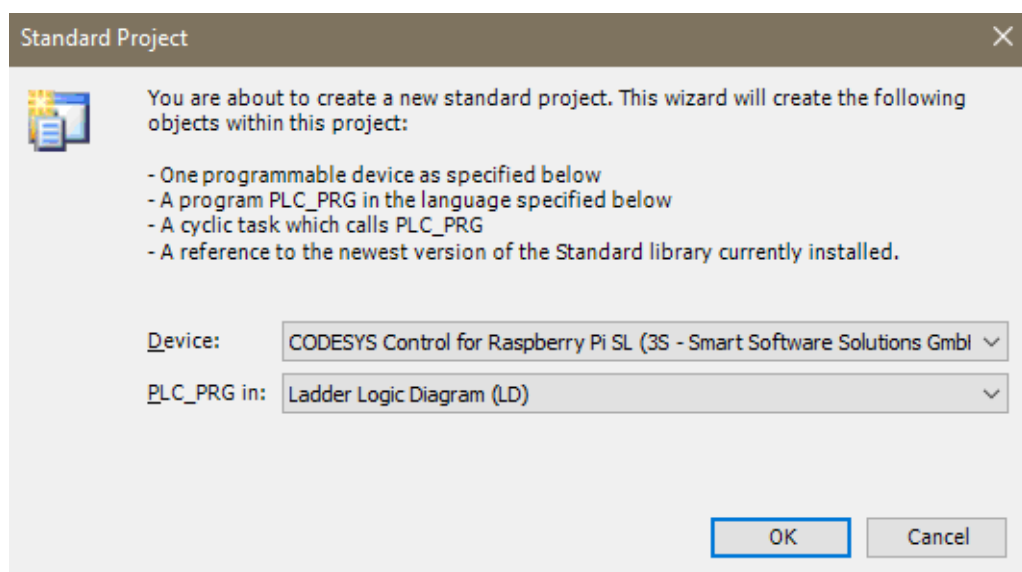 Standard Project
You are about to create a new standard project. This wizard will create the following
objects within this project:
- One programmable device as specified below
- A program PLC_PRG in the language specified below
- A cyclic task which calls PLC_PRG
- A reference to the newest version of the Standard library currently installed.
Device: CODESYS Control for Raspberry Pi SL (3S - Smart Software Solutions Gmbl
PLC_PRG in: Ladder Logic Diagram (LD)
OK Cancel